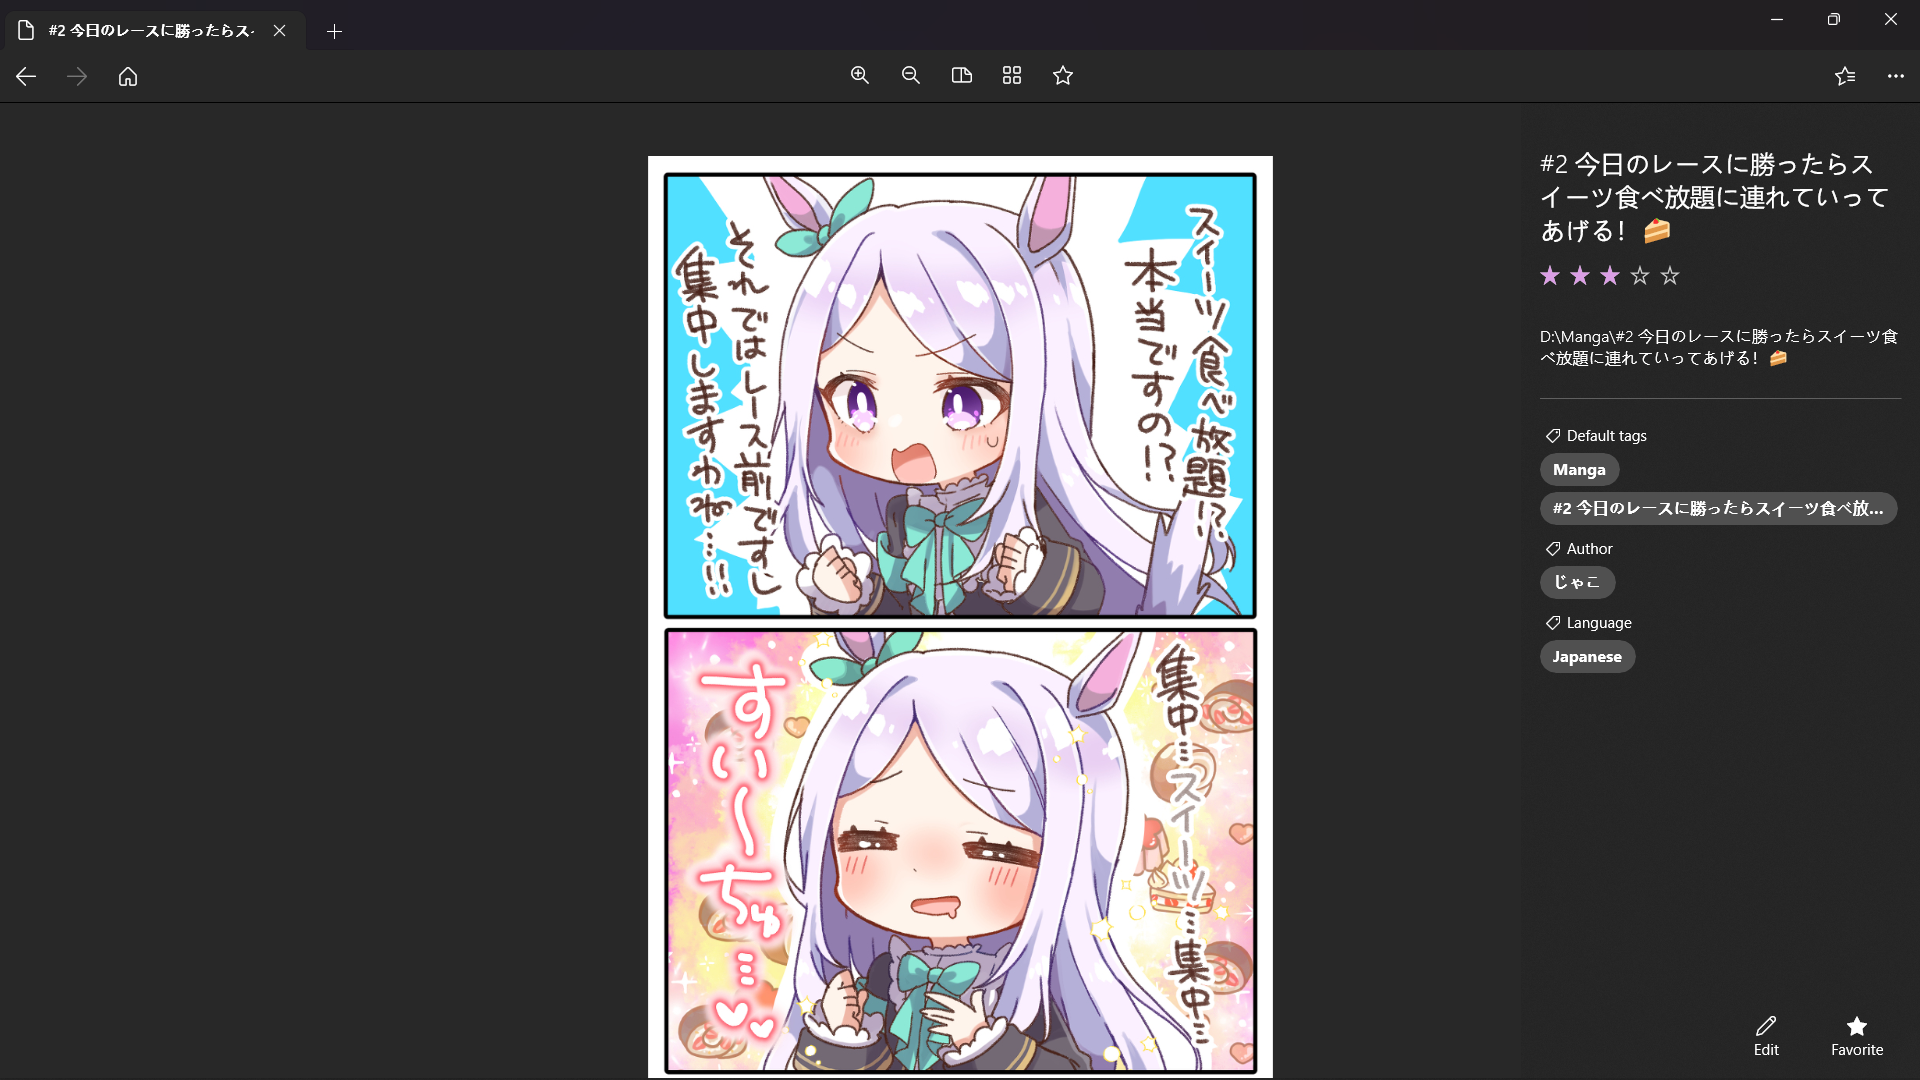 #2 今日のレースに勝ったらス
スイーツ食べ放題!?
本当ですの!?
それではレース前ですし
集中しますわね…!!
集中…スイーツ…集中…
すい〜ちゅ…♡♡
#2 今日のレースに勝ったらス
イーツ食べ放題に連れていって
あげる！🍰
★ ★ ★ ☆ ☆
D:\Manga\#2 今日のレースに勝ったらスイーツ食
べ放題に連れていってあげる！🍰
Default tags
Manga
#2 今日のレースに勝ったらスイーツ食べ放...
Author
じゃこ
Language
Japanese
Edit
Favorite